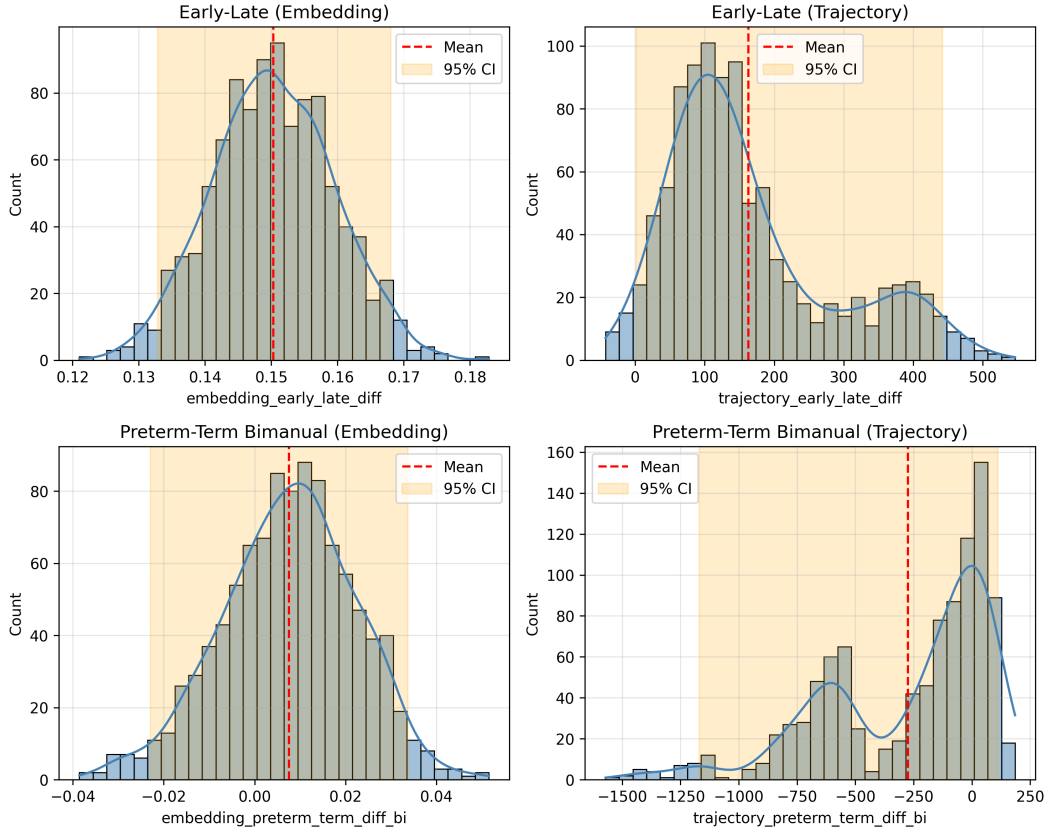 Early-Late (Embedding)
Mean
95% CI
Count
0
20
40
60
80
0.12 0.13 0.14 0.15 0.16 0.17 0.18
embedding_early_late_diff
Early-Late (Trajectory)
Mean
95% CI
Count
0
20
40
60
80
100
0 100 200 300 400 500
trajectory_early_late_diff
Preterm-Term Bimanual (Embedding)
Mean
95% CI
Count
0
20
40
60
80
−0.04 −0.02 0.00 0.02 0.04
embedding_preterm_term_diff_bi
Preterm-Term Bimanual (Trajectory)
Mean
95% CI
Count
0
20
40
60
80
100
120
140
160
−1500 −1250 −1000 −750 −500 −250 0 250
trajectory_preterm_term_diff_bi